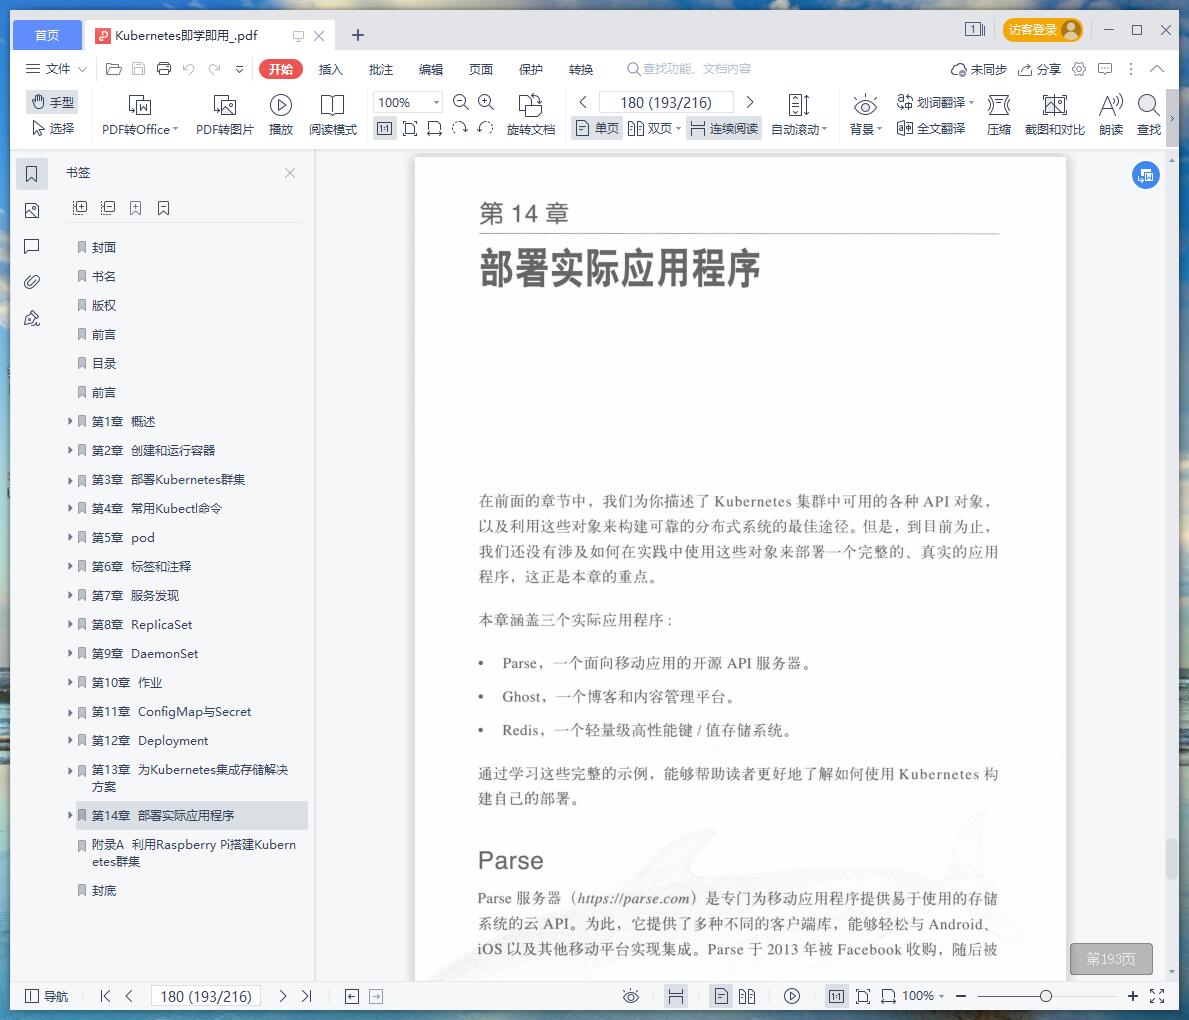 首页
Kubernetes即学即用_.pdf
访客登录
文件
开始
插入
批注
编辑
页面
保护
转换
查找功能、文档内容
未同步
分享
手型
选择
PDF转Office
PDF转图片
播放
阅读模式
100%
旋转文档
180 (193/216)
单页
双页
连续阅读
自动滚动
背景
划词翻译
全文翻译
压缩
截图和对比
朗读
查找
书签
封面
书名
版权
前言
目录
前言
第1章 概述
第2章 创建和运行容器
第3章 部署Kubernetes群集
第4章 常用Kubectl命令
第5章 pod
第6章 标签和注释
第7章 服务发现
第8章 ReplicaSet
第9章 DaemonSet
第10章 作业
第11章 ConfigMap与Secret
第12章 Deployment
第13章 为Kubernetes集成存储解决
方案
第14章 部署实际应用程序
附录A 利用Raspberry Pi搭建Kubern
etes群集
封底
第 14 章
部署实际应用程序
在前面的章节中，我们为你描述了 Kubernetes 集群中可用的各种 API 对象，
以及利用这些对象来构建可靠的分布式系统的最佳途径。但是，到目前为止，
我们还没有涉及如何在实践中使用这些对象来部署一个完整的、真实的应用
程序，这正是本章的重点。
本章涵盖三个实际应用程序：
• Parse，一个面向移动应用的开源 API 服务器。
• Ghost，一个博客和内容管理平台。
• Redis，一个轻量级高性能键 / 值存储系统。
通过学习这些完整的示例，能够帮助读者更好地了解如何使用 Kubernetes 构
建自己的部署。
Parse
Parse 服务器（https://parse.com）是专门为移动应用程序提供易于使用的存储
系统的云 API。为此，它提供了多种不同的客户端库，能够轻松与 Android、
iOS 以及其他移动平台实现集成。Parse 于 2013 年被 Facebook 收购，随后被
第193页
导航
180 (193/216)
100%